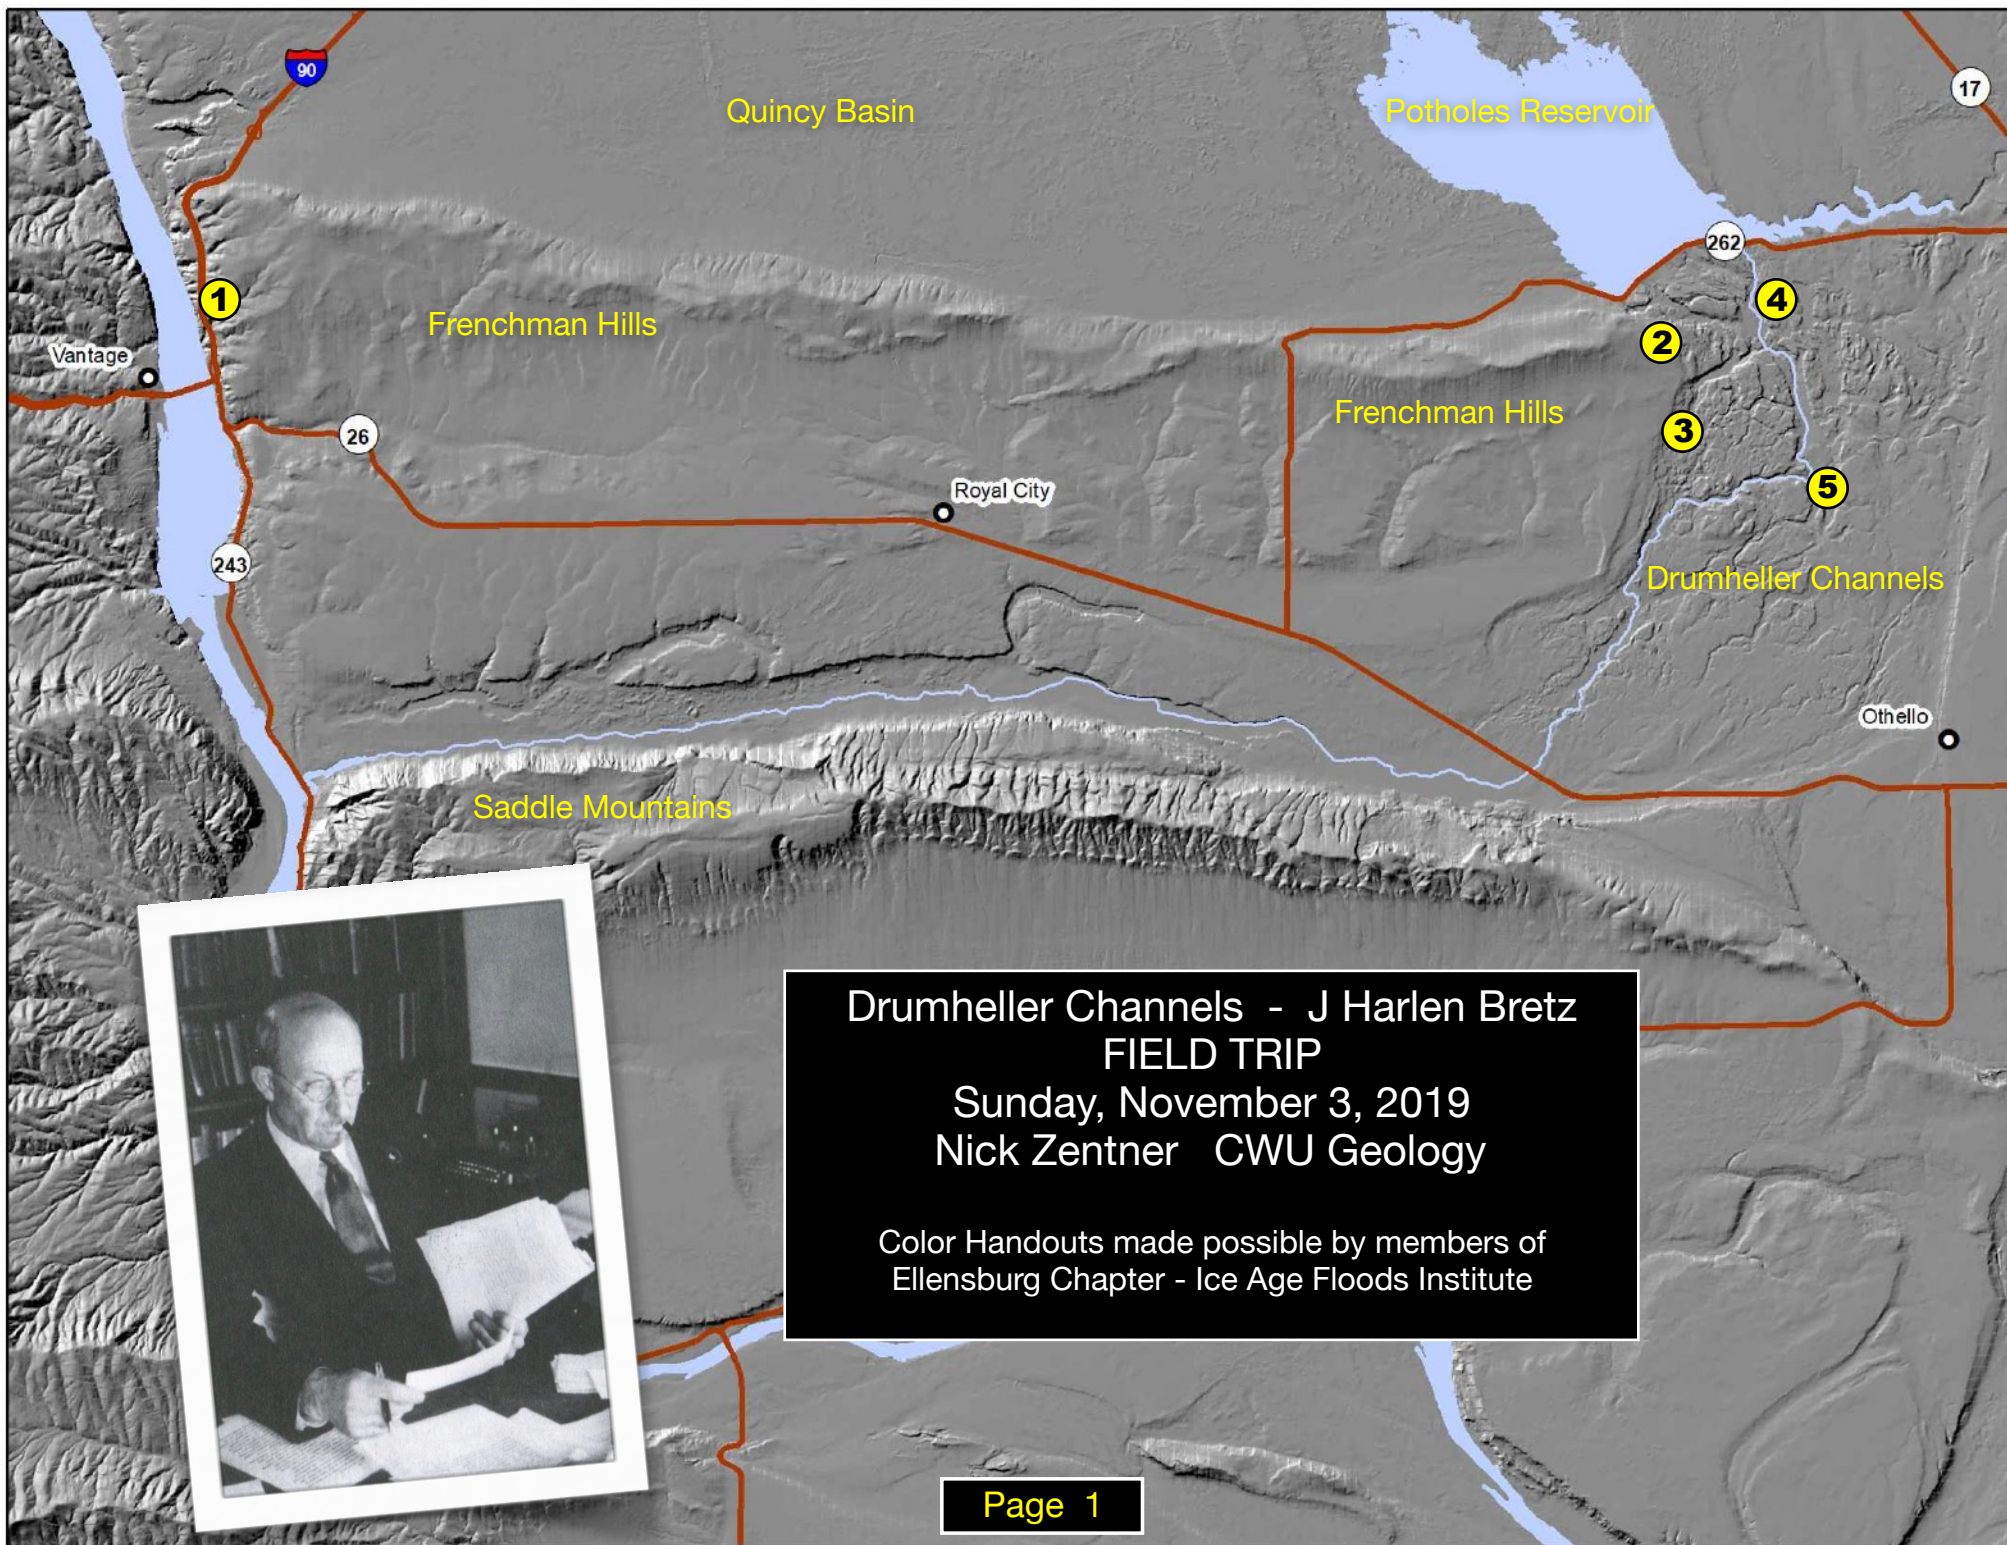 90
17
Quincy Basin
Potholes Reservoir
262
1
4
Frenchman Hills
2
Vantage
Frenchman Hills
3
26
Royal City
5
243
Drumheller Channels
Othello
Saddle Mountains
Drumheller Channels - J Harlen Bretz
FIELD TRIP
Sunday, November 3, 2019
Nick Zentner CWU Geology
Color Handouts made possible by members of
Ellensburg Chapter - Ice Age Floods Institute
Page 1